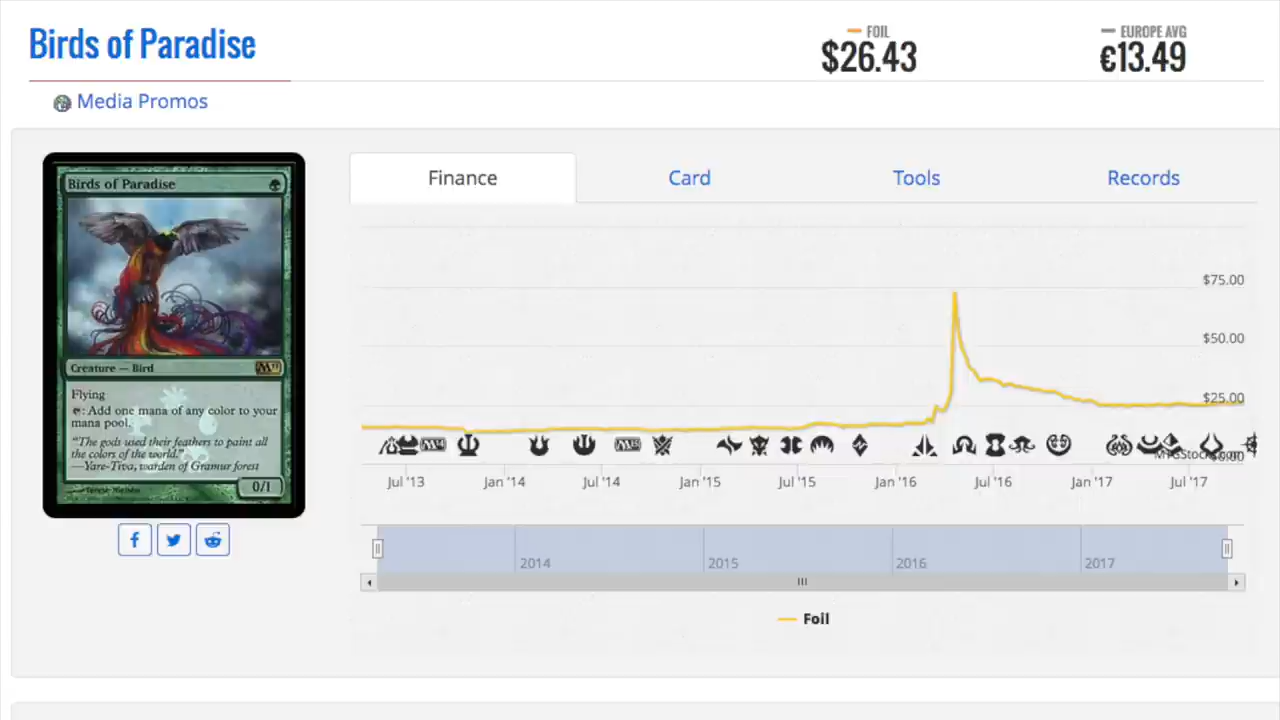 Birds of Paradise
FOIL
$26.43
EUROPE AVG
€13.49
Media Promos
Birds of Paradise
Creature — Bird
Flying
: Add one mana of any color to your
mana pool.
"The gods used their feathers to paint all
the colors of the world."
—Yare-Tiva, warden of Gramur forest
0/1
Finance
Card
Tools
Records
$75.00
$50.00
$25.00
MTGStocks.com
Jul '13
Jan '14
Jul '14
Jan '15
Jul '15
Jan '16
Jul '16
Jan '17
Jul '17
2014
2015
2016
2017
Foil